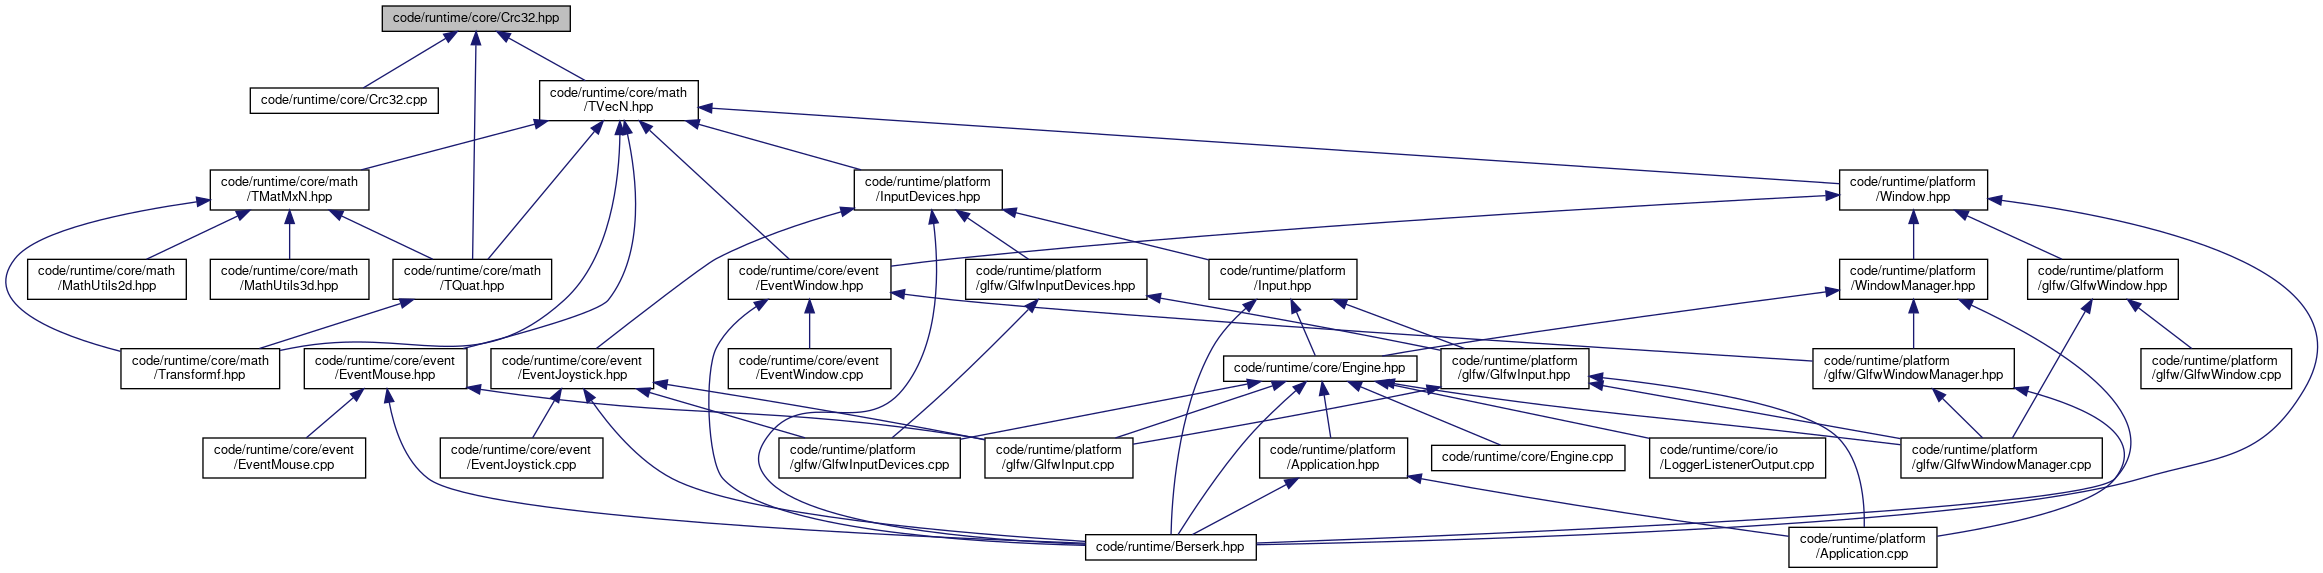 code/runtime/core/Crc32.hpp
code/runtime/core/Crc32.cpp
code/runtime/core/math
/TVecN.hpp
code/runtime/core/math
/TMatMxN.hpp
code/runtime/platform
/InputDevices.hpp
code/runtime/platform
/Window.hpp
code/runtime/core/math
/MathUtils2d.hpp
code/runtime/core/math
/MathUtils3d.hpp
code/runtime/core/math
/TQuat.hpp
code/runtime/core/event
/EventWindow.hpp
code/runtime/platform
/glfw/GlfwInputDevices.hpp
code/runtime/platform
/Input.hpp
code/runtime/platform
/WindowManager.hpp
code/runtime/platform
/glfw/GlfwWindow.hpp
code/runtime/core/math
/Transformf.hpp
code/runtime/core/event
/EventMouse.hpp
code/runtime/core/event
/EventJoystick.hpp
code/runtime/core/event
/EventWindow.cpp
code/runtime/core/Engine.hpp
code/runtime/platform
/glfw/GlfwInput.hpp
code/runtime/platform
/glfw/GlfwWindowManager.hpp
code/runtime/platform
/glfw/GlfwWindow.cpp
code/runtime/core/event
/EventMouse.cpp
code/runtime/core/event
/EventJoystick.cpp
code/runtime/platform
/glfw/GlfwInputDevices.cpp
code/runtime/platform
/glfw/GlfwInput.cpp
code/runtime/platform
/Application.hpp
code/runtime/core/Engine.cpp
code/runtime/core/io
/LoggerListenerOutput.cpp
code/runtime/platform
/glfw/GlfwWindowManager.cpp
code/runtime/Berserk.hpp
code/runtime/platform
/Application.cpp